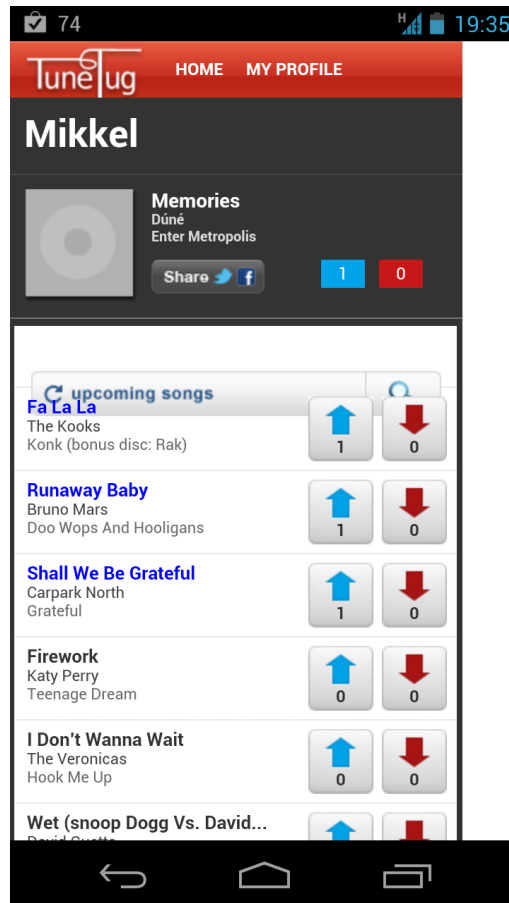 74
H
19:35
TuneTug
HOME MY PROFILE
Mikkel
Memories
Dúné
Enter Metropolis
Share f
1 0
upcoming songs
Fa La La
The Kooks
Konk (bonus disc: Rak)
1 0
Runaway Baby
Bruno Mars
Doo Wops And Hooligans
1 0
Shall We Be Grateful
Carpark North
Grateful
1 0
Firework
Katy Perry
Teenage Dream
0 0
I Don't Wanna Wait
The Veronicas
Hook Me Up
0 0
Wet (snoop Dogg Vs. David...
David Guetta